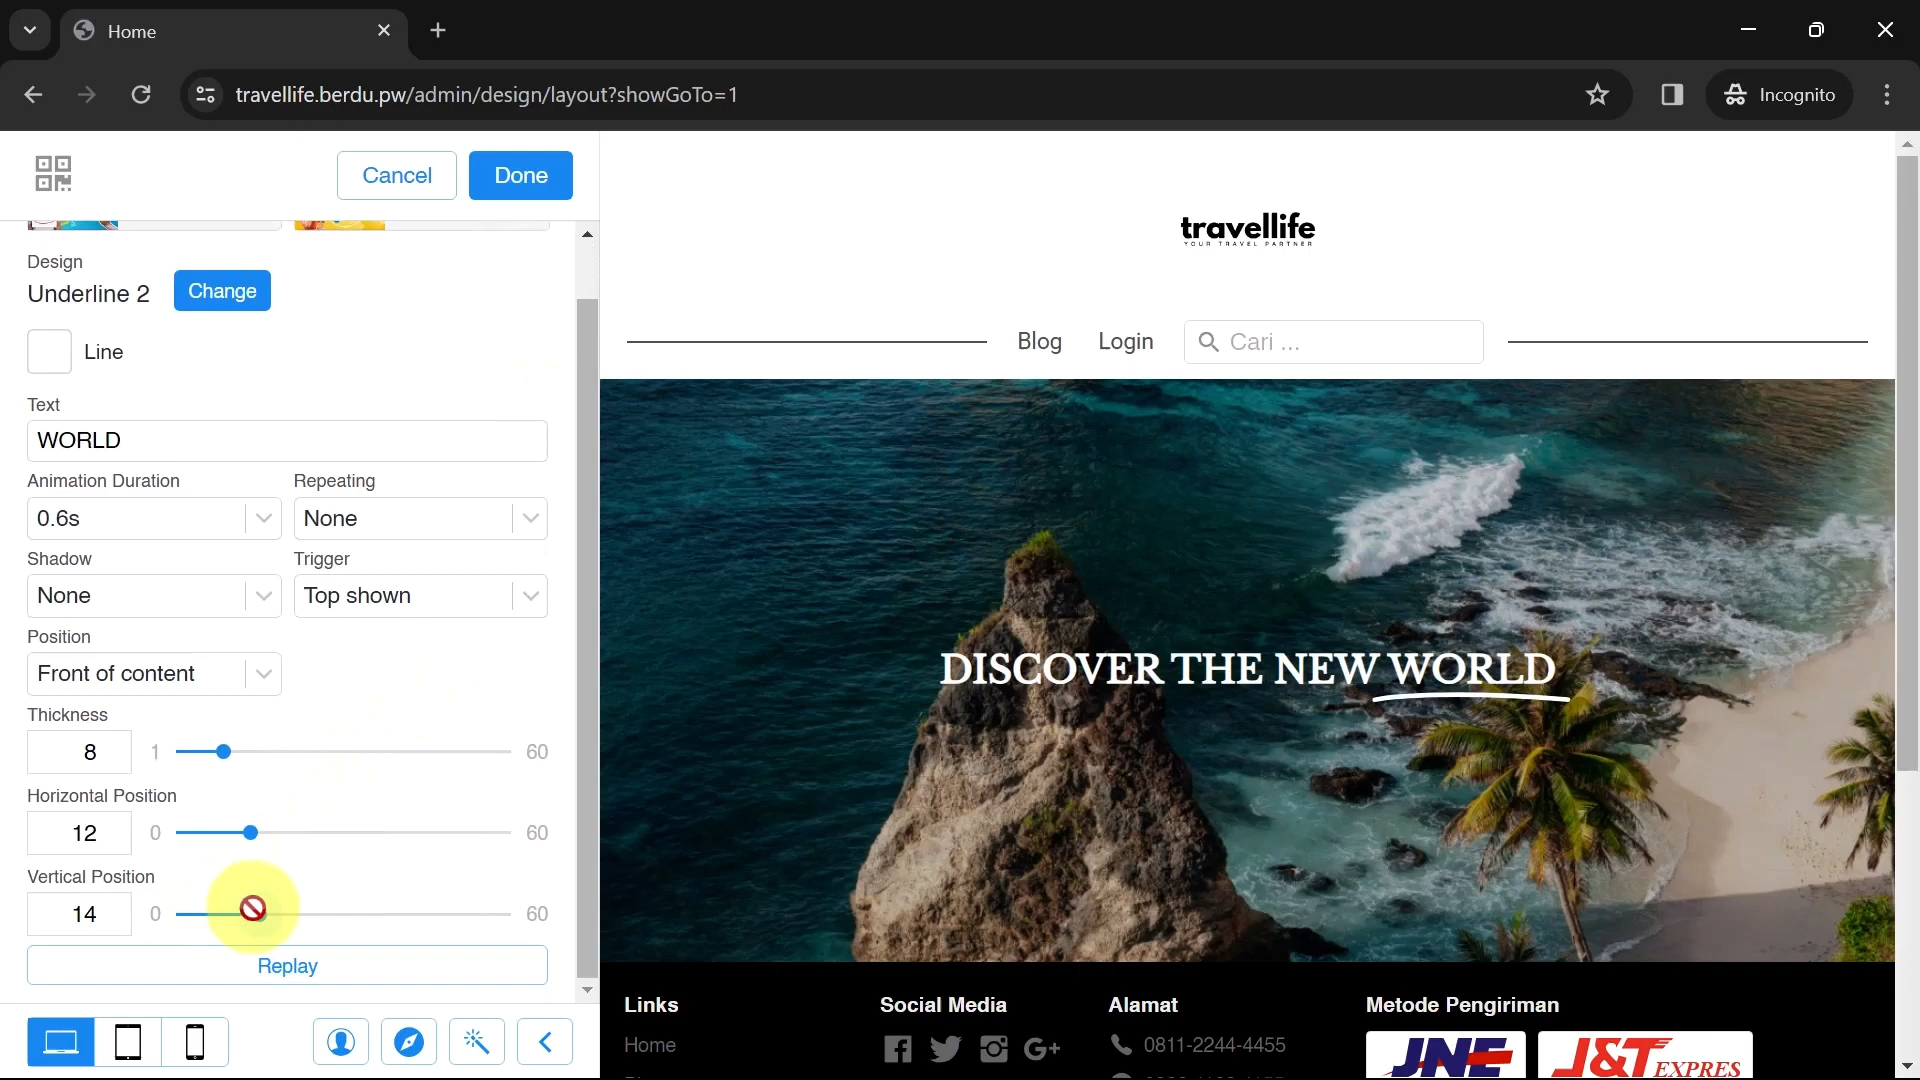 Home
travellife.berdu.pw/admin/design/layout?showGoTo=1
Incognito
Cancel
Done
Design
Underline 2
Change
Line
Text
WORLD
Animation Duration
Repeating
0.6s
None
Shadow
Trigger
None
Top shown
Position
Front of content
Thickness
8 1 60
Horizontal Position
12 0 60
Vertical Position
14 0 60
Replay
travellife
YOUR TRAVEL PARTNER
Blog
Login
Cari ...
DISCOVER THE NEW WORLD
Links
Social Media
Alamat
Metode Pengiriman
Home
0811-2244-4455
JNE
J&T EXPRES